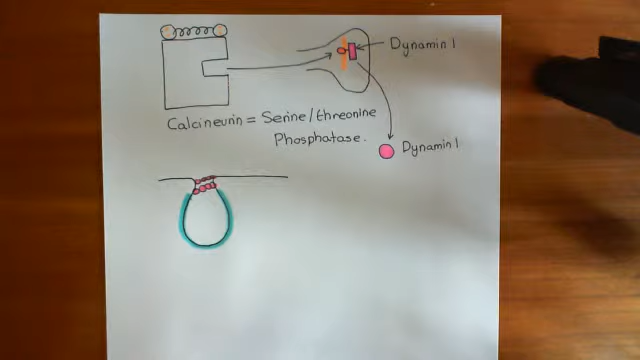 Dynamin 1
Calcineurin = Serine/threonine
Phosphatase.
Dynamin 1